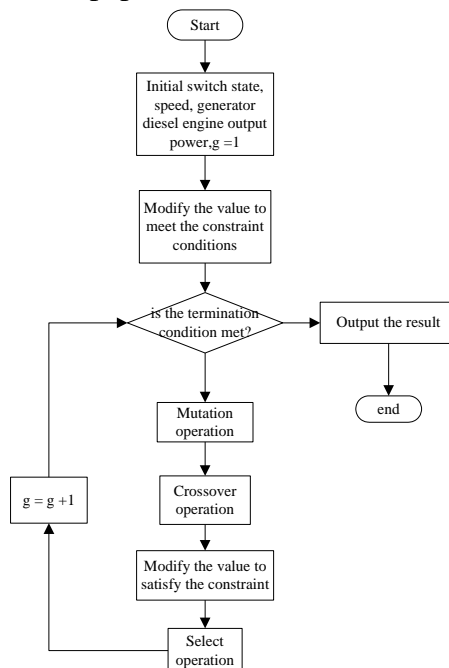 Start
Initial switch state,
speed, generator
diesel engine output
power,g =1
Modify the value to
meet the constraint
conditions
is the termination
condition met?
Output the result
end
Mutation
operation
Crossover
operation
g = g +1
Modify the value to
satisfy the constraint
Select
operation